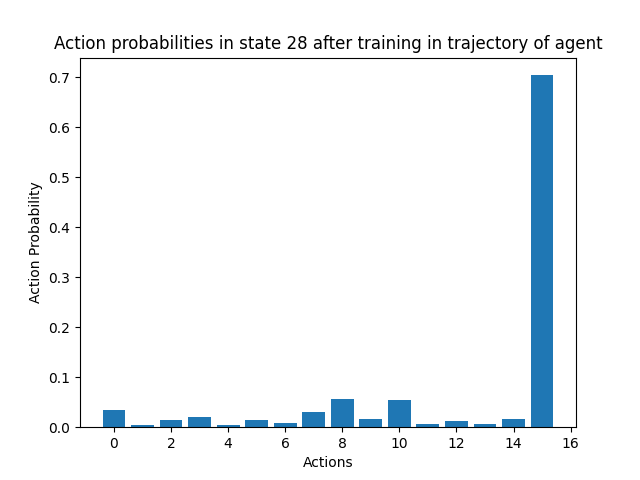 Action probabilities in state 28 after training in trajectory of agent
0.7
0.6
0.5
0.4
0.3
0.2
0.1
0.0
Action Probability
0 2 4 6 8 10 12 14 16
Actions